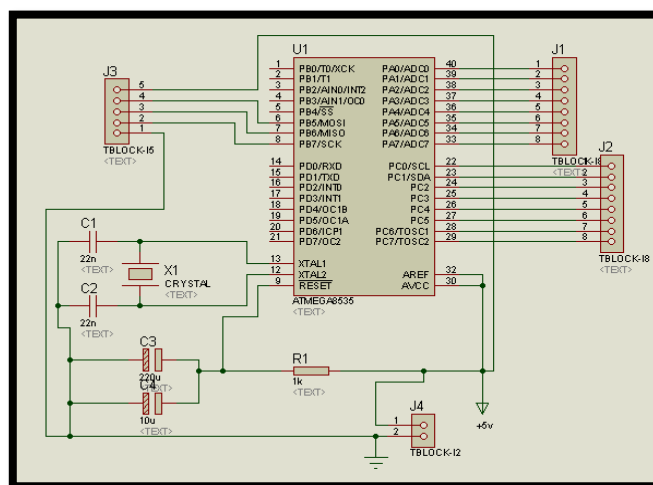 U1
1 PB0/T0/XCK PA0/ADC0 40
2 PB1/T1 PA1/ADC1 39
3 PB2/AIN0/INT2 PA2/ADC2 38
4 PB3/AIN1/OC0 PA3/ADC3 37
5 PB4/SS PA4/ADC4 36
6 PB5/MOSI PA5/ADC5 35
7 PB6/MISO PA6/ADC6 34
8 PB7/SCK PA7/ADC7 33
14 PD0/RXD PC0/SCL 22
15 PD1/TXD PC1/SDA 23
16 PD2/INT0 PC2 24
17 PD3/INT1 PC3 25
18 PD4/OC1B PC4 26
19 PD5/OC1A PC5 27
20 PD6/ICP1 PC6/TOSC1 28
21 PD7/OC2 PC7/TOSC2 29
13 XTAL1
12 XTAL2 AREF 32
9 RESET AVCC 30
ATMEGA8535
<TEXT>
J3
5
4
3
2
1
TBLOCK-I5
<TEXT>
J1
1
2
3
4
5
6
7
8
TBLOCK-I8
<TEXT>
J2
1
2
3
4
5
6
7
8
TBLOCK-I8
<TEXT>
C1
22n
<TEXT>
X1
CRYSTAL
<TEXT>
C2
22n
<TEXT>
C3
220u
<TEXT>
C4
10u
<TEXT>
R1
1k
<TEXT>
J4
1
2
TBLOCK-I2
<TEXT>
+5v